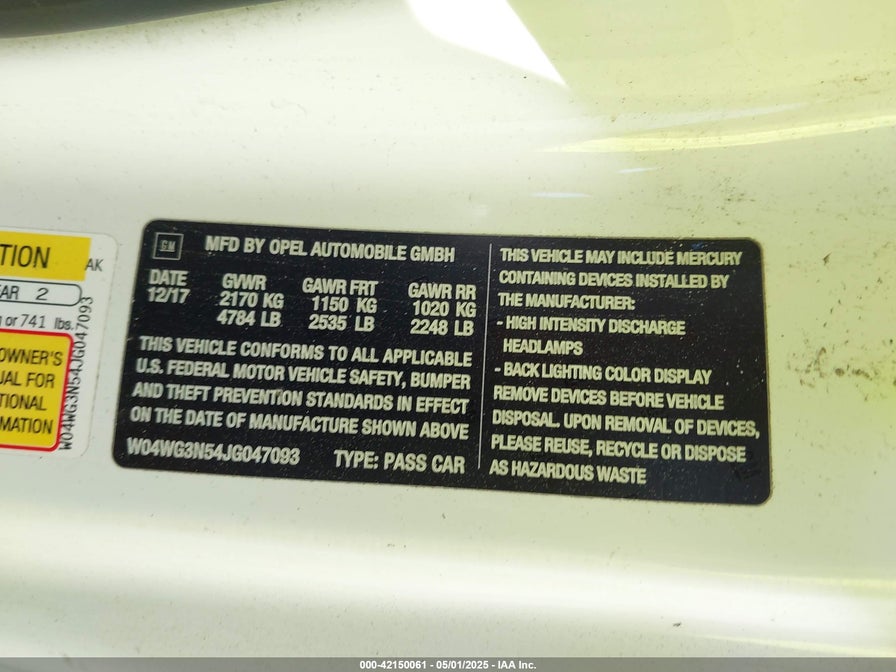 TION
AK
AR 2
or 741 lbs.
OWNER'S
UAL FOR
TIONAL
RMATION
W04WG3N54JG047093
GM
MFD BY OPEL AUTOMOBILE GMBH
DATE GVWR GAWR FRT GAWR RR
12/17 2170 KG 1150 KG 1020 KG
4784 LB 2535 LB 2248 LB
THIS VEHICLE CONFORMS TO ALL APPLICABLE
U.S. FEDERAL MOTOR VEHICLE SAFETY, BUMPER
AND THEFT PREVENTION STANDARDS IN EFFECT
ON THE DATE OF MANUFACTURE SHOWN ABOVE
W04WG3N54JG047093 TYPE: PASS CAR
THIS VEHICLE MAY INCLUDE MERCURY
CONTAINING DEVICES INSTALLED BY
THE MANUFACTURER:
- HIGH INTENSITY DISCHARGE
HEADLAMPS
- BACK LIGHTING COLOR DISPLAY
REMOVE DEVICES BEFORE VEHICLE
DISPOSAL. UPON REMOVAL OF DEVICES,
PLEASE REUSE, RECYCLE OR DISPOSE
AS HAZARDOUS WASTE
000-42150061 - 05/01/2025 - IAA Inc.